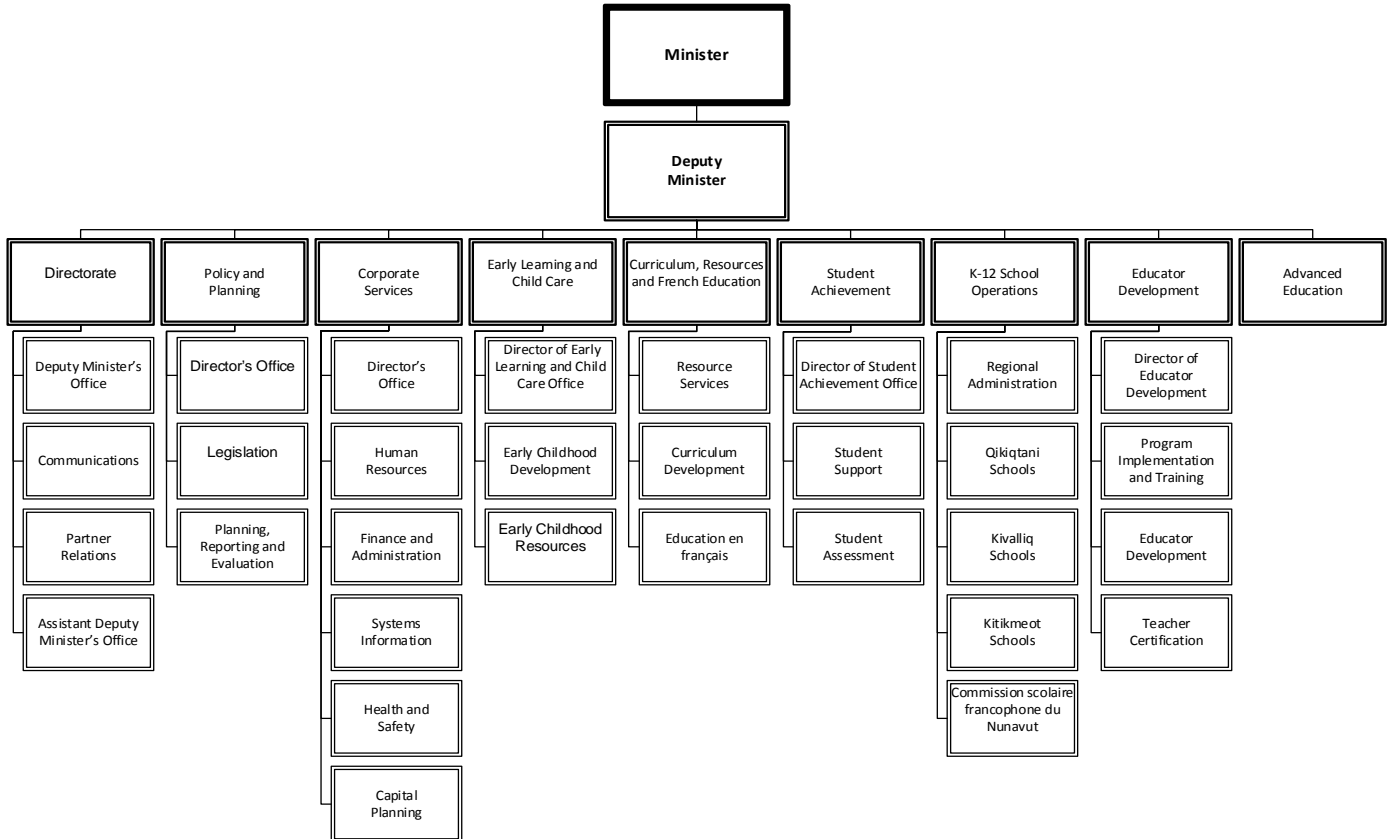 Minister
Deputy
Minister
Directorate
Policy and
Planning
Corporate
Services
Early Learning and
Child Care
Curriculum, Resources
and French Education
Student
Achievement
K-12 School
Operations
Educator
Development
Advanced
Education
Deputy Minister's
Office
Communications
Partner
Relations
Assistant Deputy
Minister's Office
Director's Office
Legislation
Planning,
Reporting and
Evaluation
Director's
Office
Human
Resources
Finance and
Administration
Systems
Information
Health and
Safety
Capital
Planning
Director of Early
Learning and Child
Care Office
Early Childhood
Development
Early Childhood
Resources
Resource
Services
Curriculum
Development
Education en
français
Director of Student
Achievement Office
Student
Support
Student
Assessment
Regional
Administration
Qikiqtani
Schools
Kivalliq
Schools
Kitikmeot
Schools
Commission scolaire
francophone du
Nunavut
Director of
Educator
Development
Program
Implementation
and Training
Educator
Development
Teacher
Certification